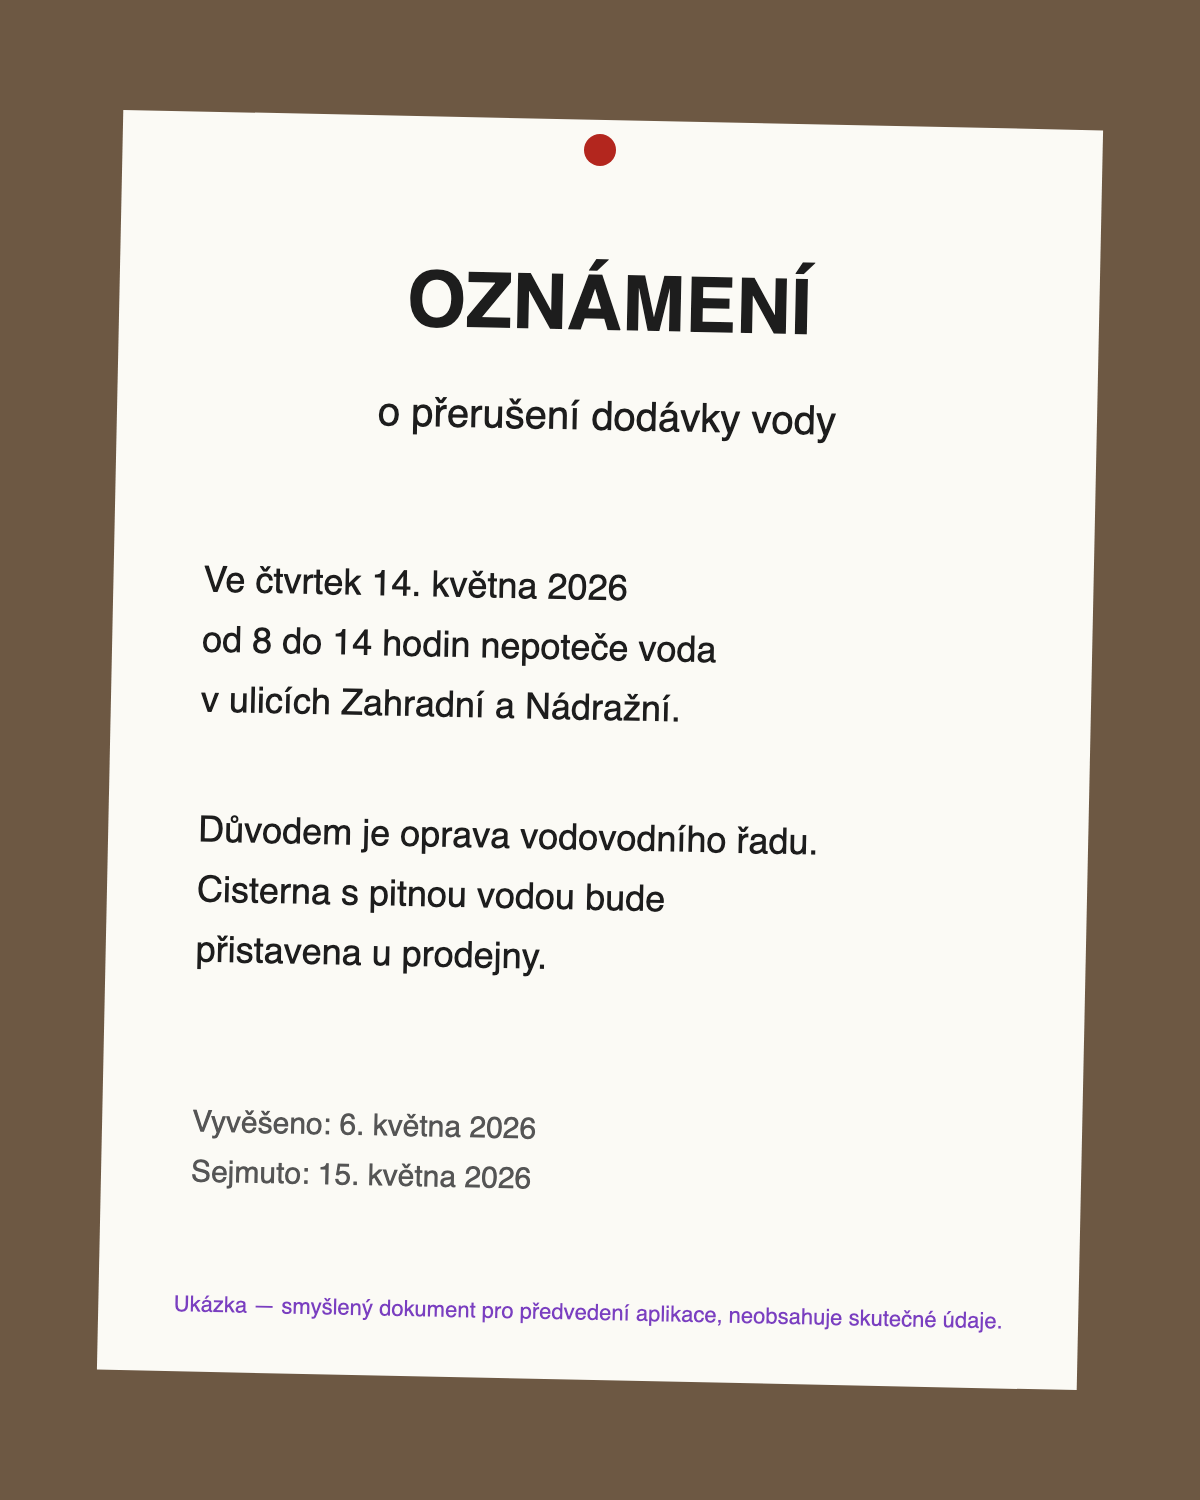 OZNÁMENÍ
o přerušení dodávky vody
Ve čtvrtek 14. května 2026
od 8 do 14 hodin nepoteče voda
v ulicích Zahradní a Nádražní.
Důvodem je oprava vodovodního řadu.
Cisterna s pitnou vodou bude
přistavena u prodejny.
Vyvěšeno: 6. května 2026
Sejmuto: 15. května 2026
Ukázka — smyšlený dokument pro předvedení aplikace, neobsahuje skutečné údaje.